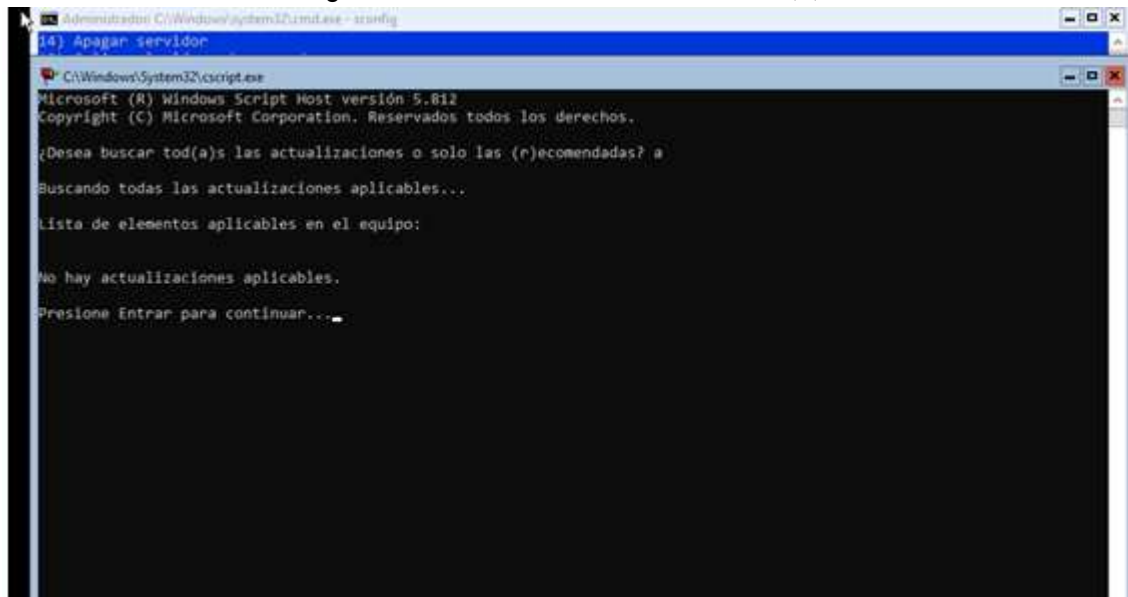 Administrador: C:\Windows\system32\cmd.exe - sconfig
14) Apagar servidor
C:\Windows\System32\cscript.exe
Microsoft (R) Windows Script Host versión 5.812
Copyright (C) Microsoft Corporation. Reservados todos los derechos.
¿Desea buscar tod(a)s las actualizaciones o solo las (r)ecomendadas? a
Buscando todas las actualizaciones aplicables...
Lista de elementos aplicables en el equipo:
No hay actualizaciones aplicables.
Presione Entrar para continuar...